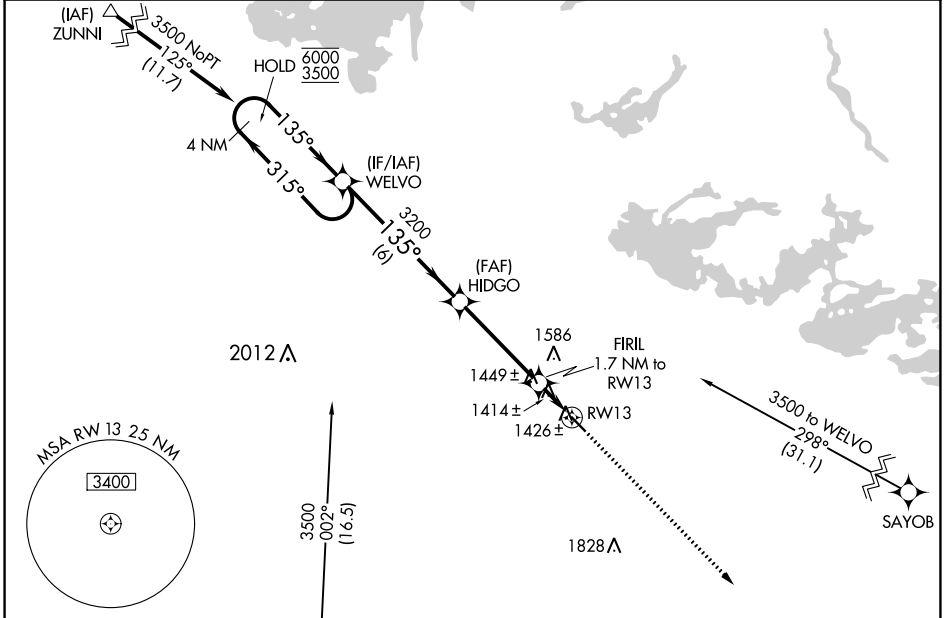 (IAF)
ZUNNI
3500 NoPT
125°
(11.7)
HOLD
6000
3500
4 NM
135°
315°
(IF/IAF)
WELVO
3200
135°
(6)
(FAF)
HIDGO
2012
1586
FIRIL
1.7 NM to
RW13
1449±
1414±
1426±
RW13
3500 to WELVO
298°
(31.1)
SAYOB
MSA RW 13 25 NM
3400
3500
002°
(16.5)
1828